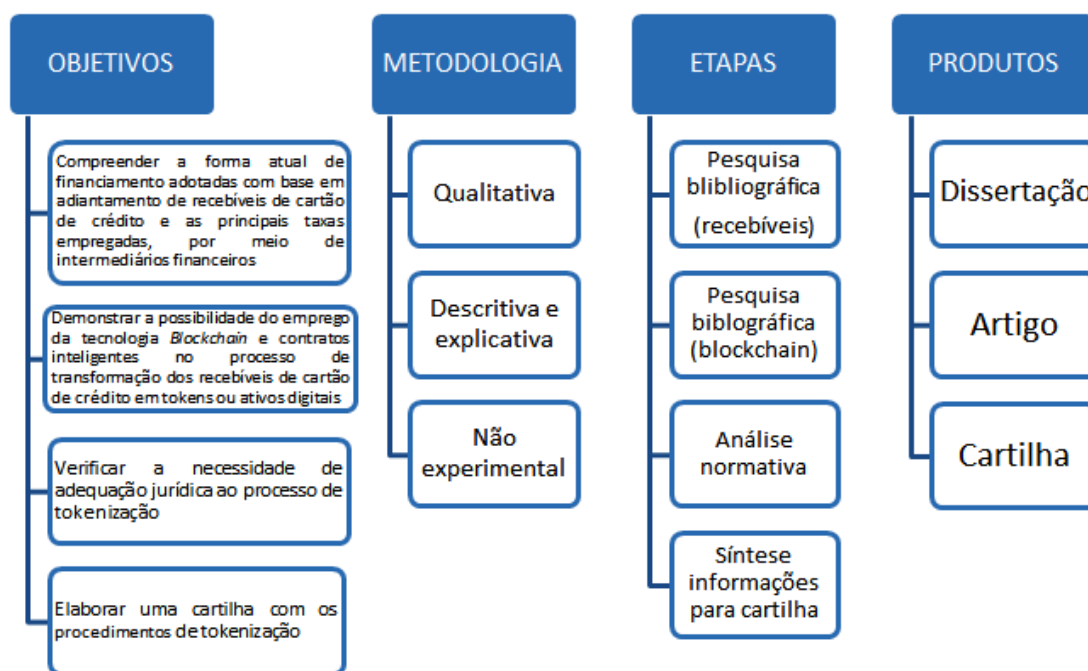 OBJETIVOS
Compreender a forma atual de
financiamento adotadas com base em
adiantamento de recebíveis de cartão
de crédito e as principais taxas
empregadas, por meio de
intermediários financeiros
Demonstrar a possibilidade do emprego
da tecnologia Blockchain e contratos
inteligentes no processo de
transformação dos recebíveis de cartão
de crédito em tokens ou ativos digitais
Verificar a necessidade de
adequação jurídica ao processo de
tokenização
Elaborar uma cartilha com os
procedimentos de tokenização
METODOLOGIA
Qualitativa
Descritiva e
explicativa
Não
experimental
ETAPAS
Pesquisa
blibliográfica
(recebíveis)
Pesquisa
biblográfica
(blockchain)
Análise
normativa
Síntese
informações
para cartilha
PRODUTOS
Dissertação
Artigo
Cartilha